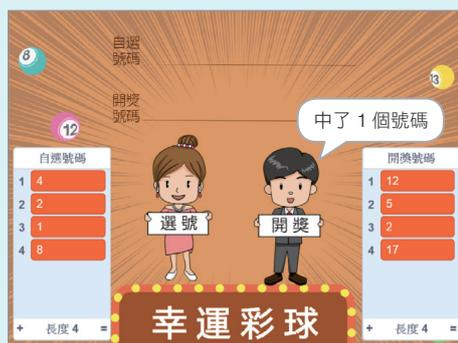 自選
號碼
開獎
號碼
8
13
12
中了 1 個號碼
自選號碼
1 4
2 2
3 1
4 8
+ 長度 4 =
選號
開獎
開獎號碼
1 12
2 5
3 2
4 17
+ 長度 4 =
幸運彩球